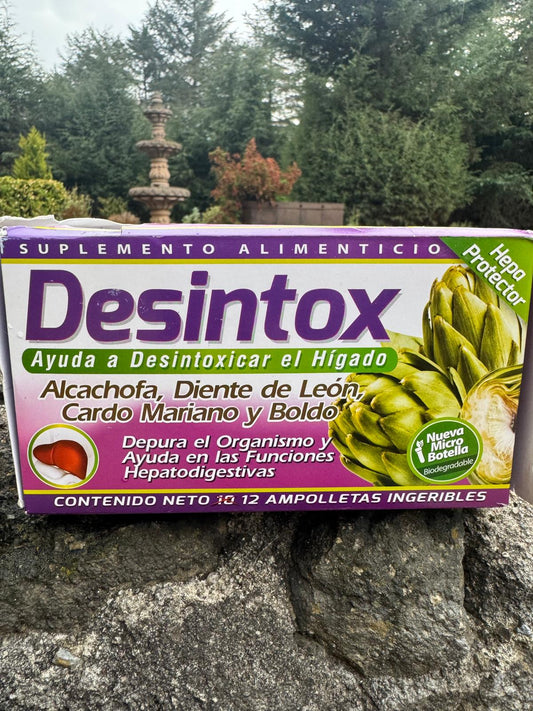 SUPLEMENTO ALIMENTICIO
Hepa
Protector
Desintox
Ayuda a Desintoxicar el Hígado
Alcachofa, Diente de León,
Cardo Mariano y Boldo
Depura el Organismo y
Ayuda en las Funciones
Hepatodigestivas
Nueva
Micro
Botella
Biodegradable
CONTENIDO NETO 10 12 AMPOLLETAS INGERIBLES